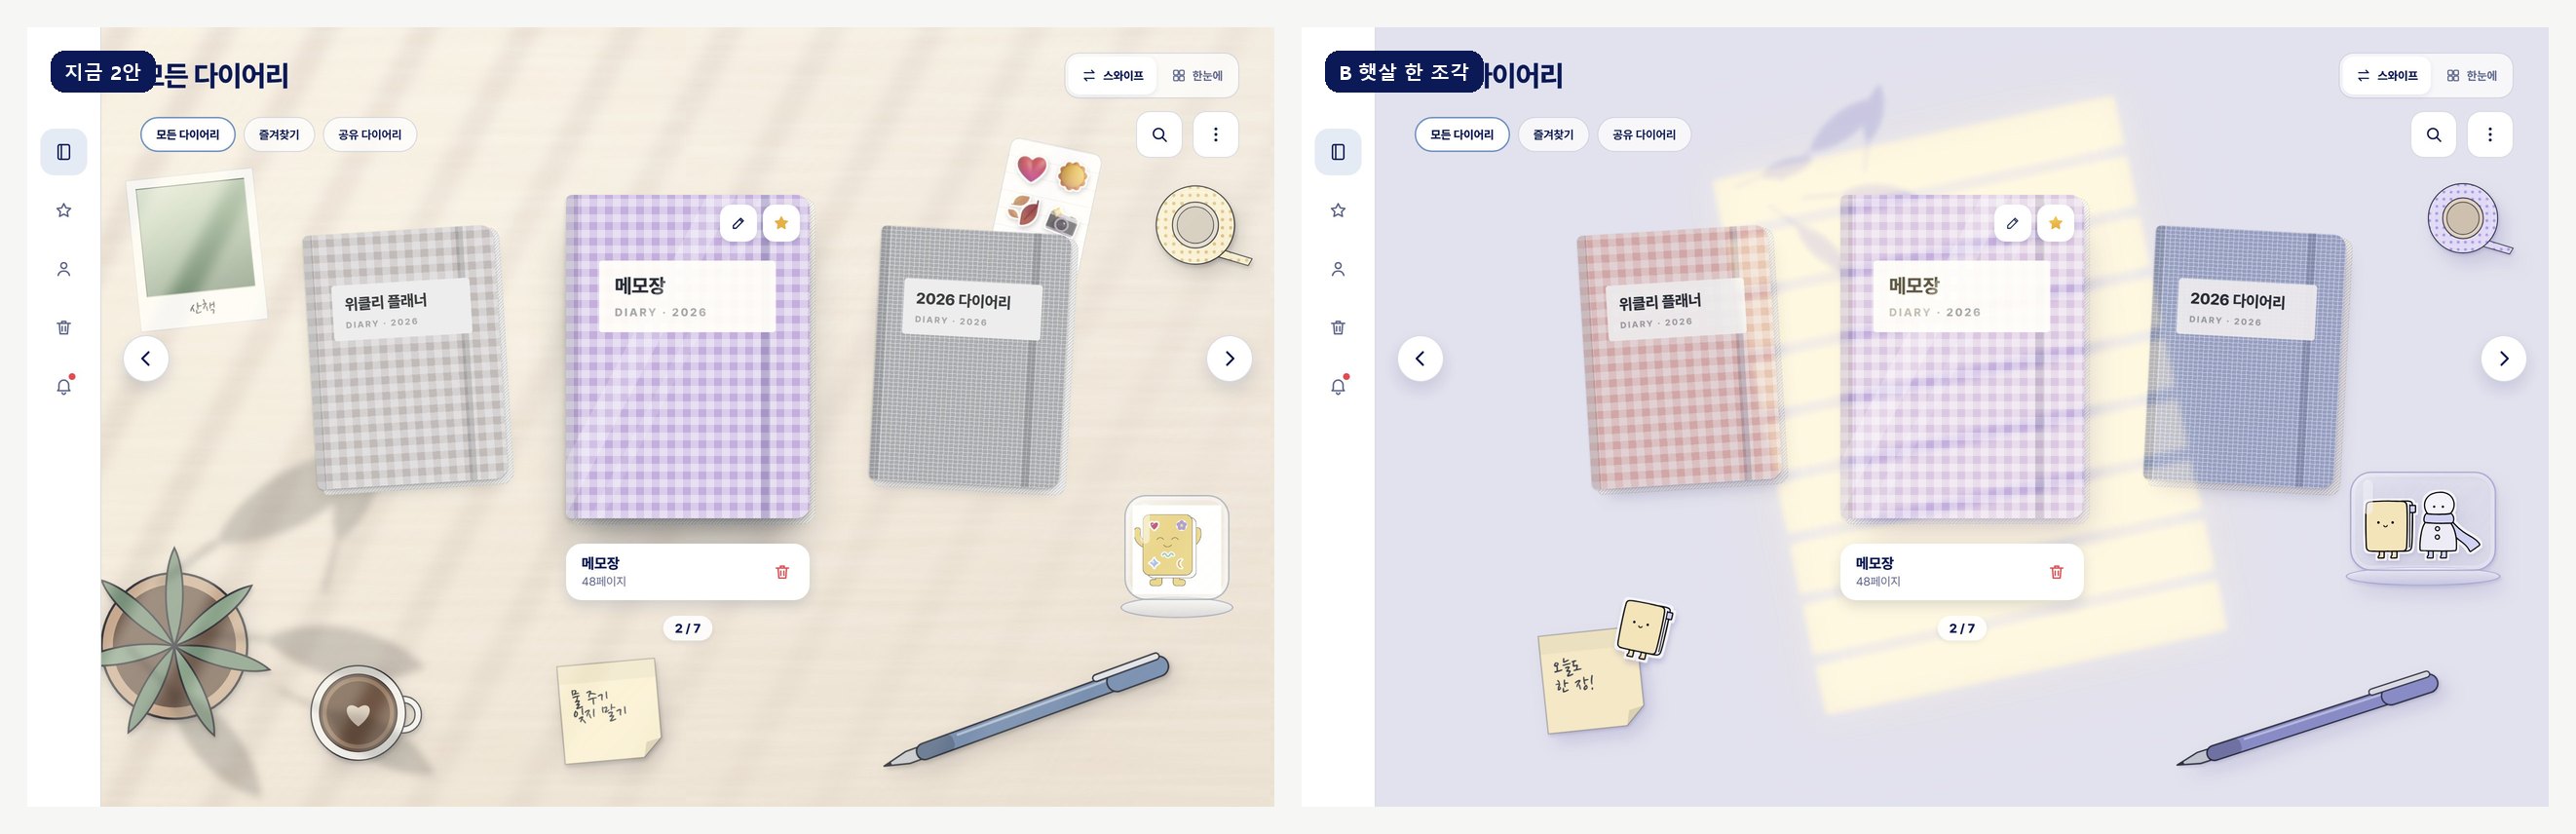 지금 2안
모든 다이어리
스와이프
한눈에
모든 다이어리
즐겨찾기
공유 다이어리
산책
위클리 플래너
DIARY · 2026
메모장
DIARY · 2026
2026 다이어리
DIARY · 2026
메모장
48페이지
2 / 7
물 주기
잊지 말기
B 햇살 한 조각
다이어리
스와이프
한눈에
모든 다이어리
즐겨찾기
공유 다이어리
위클리 플래너
DIARY · 2026
메모장
DIARY · 2026
2026 다이어리
DIARY · 2026
메모장
48페이지
2 / 7
오늘도
한 장!